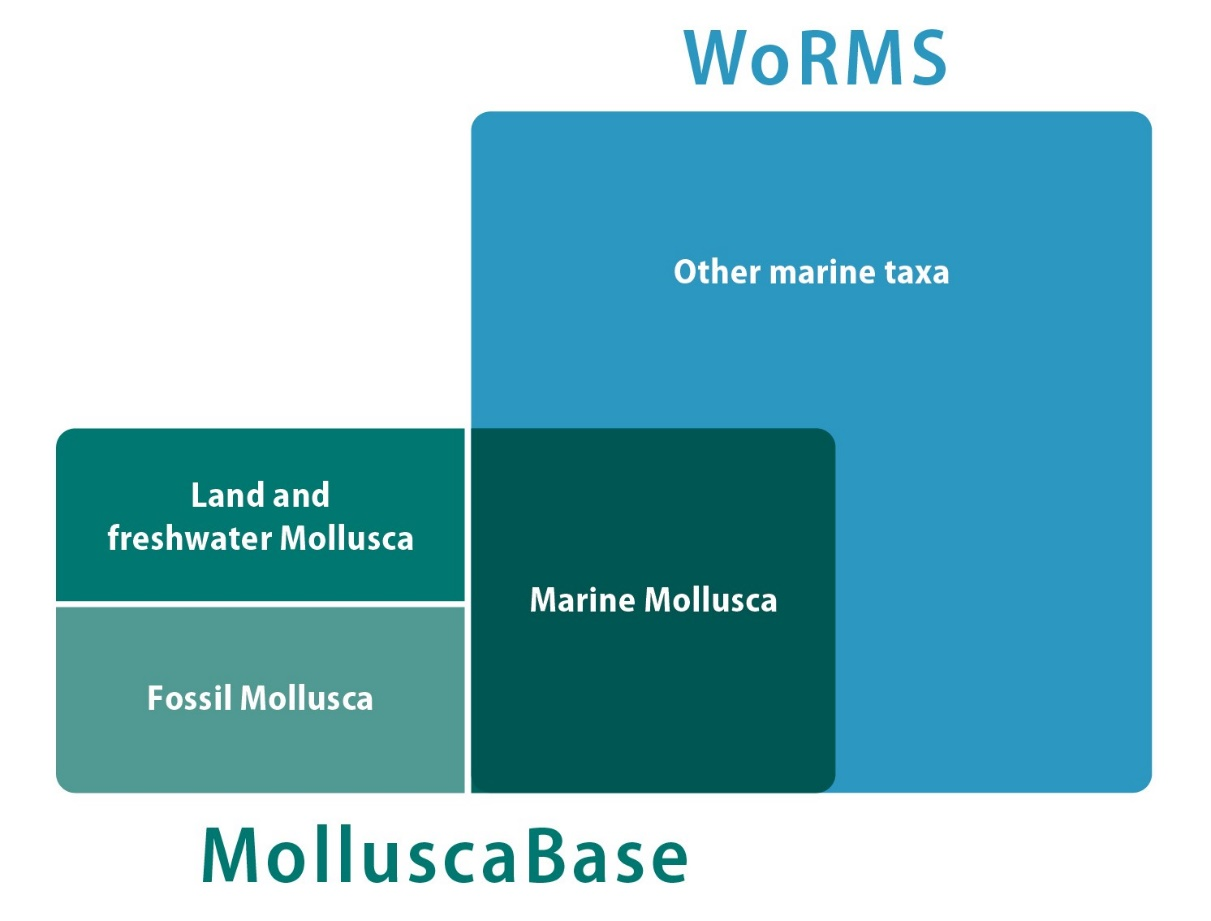 WoRMS
Other marine taxa
Land and
freshwater Mollusca
Marine Mollusca
Fossil Mollusca
MolluscaBase